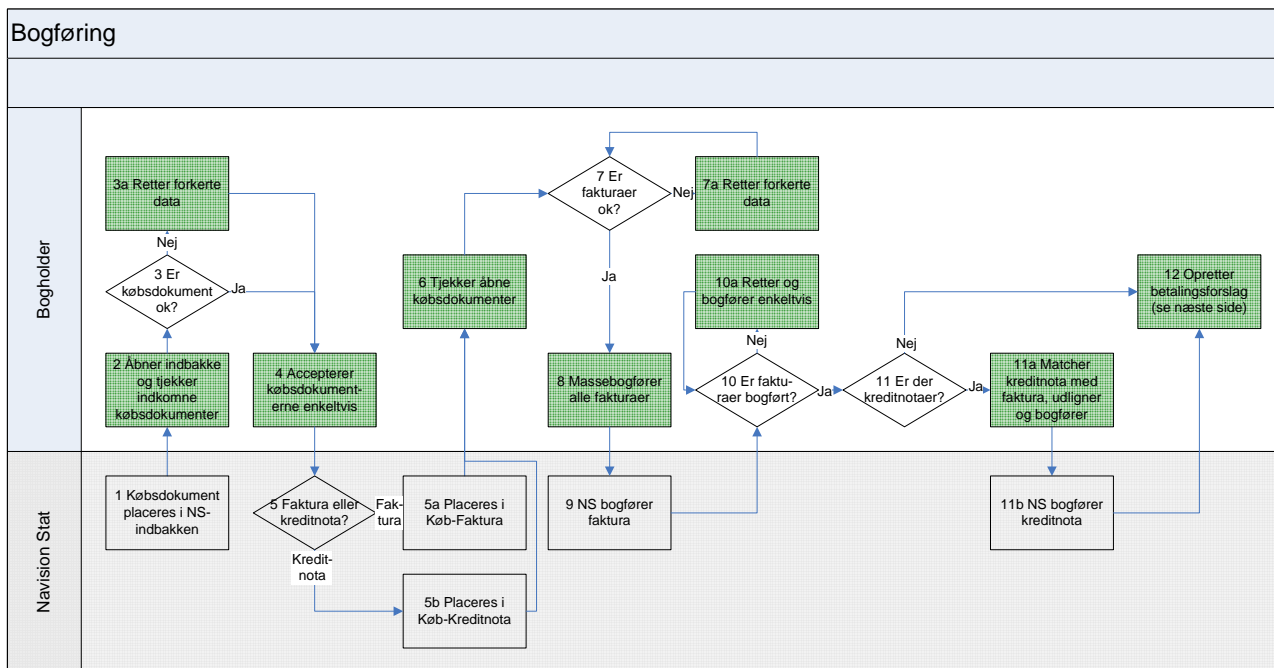 Bogføring
Bogholder
Navision Stat
1 Købsdokument
placeres i NS-
indbakken
2 Åbner indbakke
og tjekker
indkomne
købsdokumenter
3 Er
købsdokument
ok?
Nej
Ja
3a Retter forkerte
data
4 Accepterer
købsdokument-
erne enkeltvis
5 Faktura eller
kreditnota?
Fak-
tura
Kredit-
nota
5a Placeres i
Køb-Faktura
5b Placeres i
Køb-Kreditnota
6 Tjekker åbne
købsdokumenter
7 Er
fakturaer
ok?
Nej
Ja
7a Retter forkerte
data
8 Massebogfører
alle fakturaer
9 NS bogfører
faktura
10 Er faktu-
raer bogført?
Nej
Ja
10a Retter og
bogfører enkeltvis
11 Er der
kreditnotaer?
Nej
Ja
11a Matcher
kreditnota med
faktura, udligner
og bogfører
11b NS bogfører
kreditnota
12 Opretter
betalingsforslag
(se næste side)